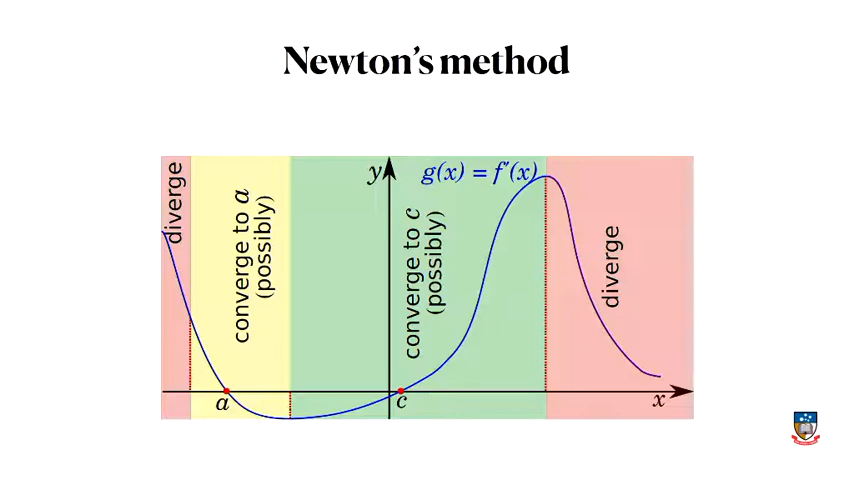 Newton's method
diverge
converge to a
(possibly)
y
g(x) = f'(x)
converge to c
(possibly)
diverge
a
c
x